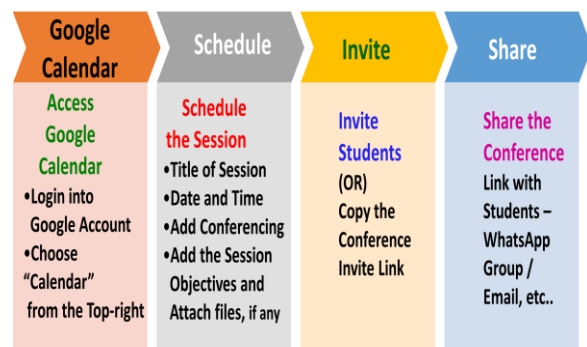 Google
Calendar
Access
Google
Calendar
•Login into
Google Account
•Choose
“Calendar”
from the Top-right
Schedule
Schedule
the Session
•Title of Session
•Date and Time
•Add Conferencing
•Add the Session
Objectives and
Attach files, if any
Invite
Invite
Students
(OR)
Copy the
Conference
Invite Link
Share
Share the
Conference
Link with
Students –
WhatsApp
Group /
Email, etc..